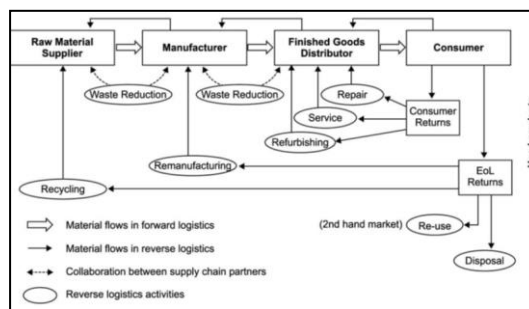 Raw Material
Supplier
Manufacturer
Finished Goods
Distributor
Consumer
Waste Reduction
Waste Reduction
Repair
Service
Refurbishing
Consumer
Returns
Remanufacturing
EoL
Returns
Recycling
Material flows in forward logistics
(2nd hand market)
Re-use
Material flows in reverse logistics
Collaboration between supply chain partners
Disposal
Reverse logistics activities